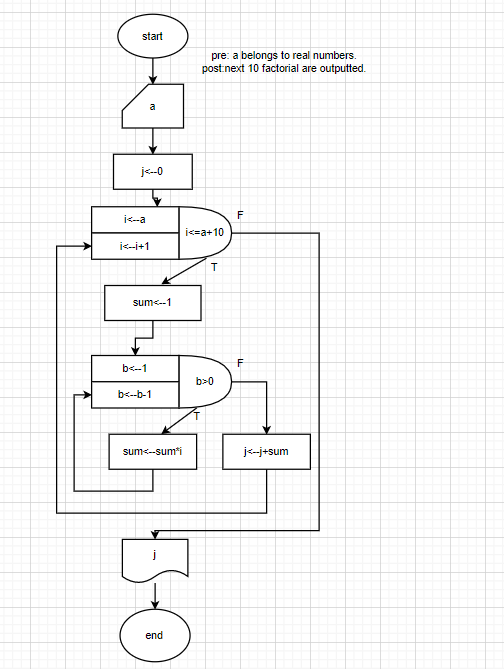 start
pre: a belongs to real numbers.
post:next 10 factorial are outputted.
a
j<--0
i<--a
i<--i+1
i<=a+10
F
T
sum<--1
b<--1
b<--b-1
b>0
F
T
sum<--sum*i
j<--j+sum
j
end